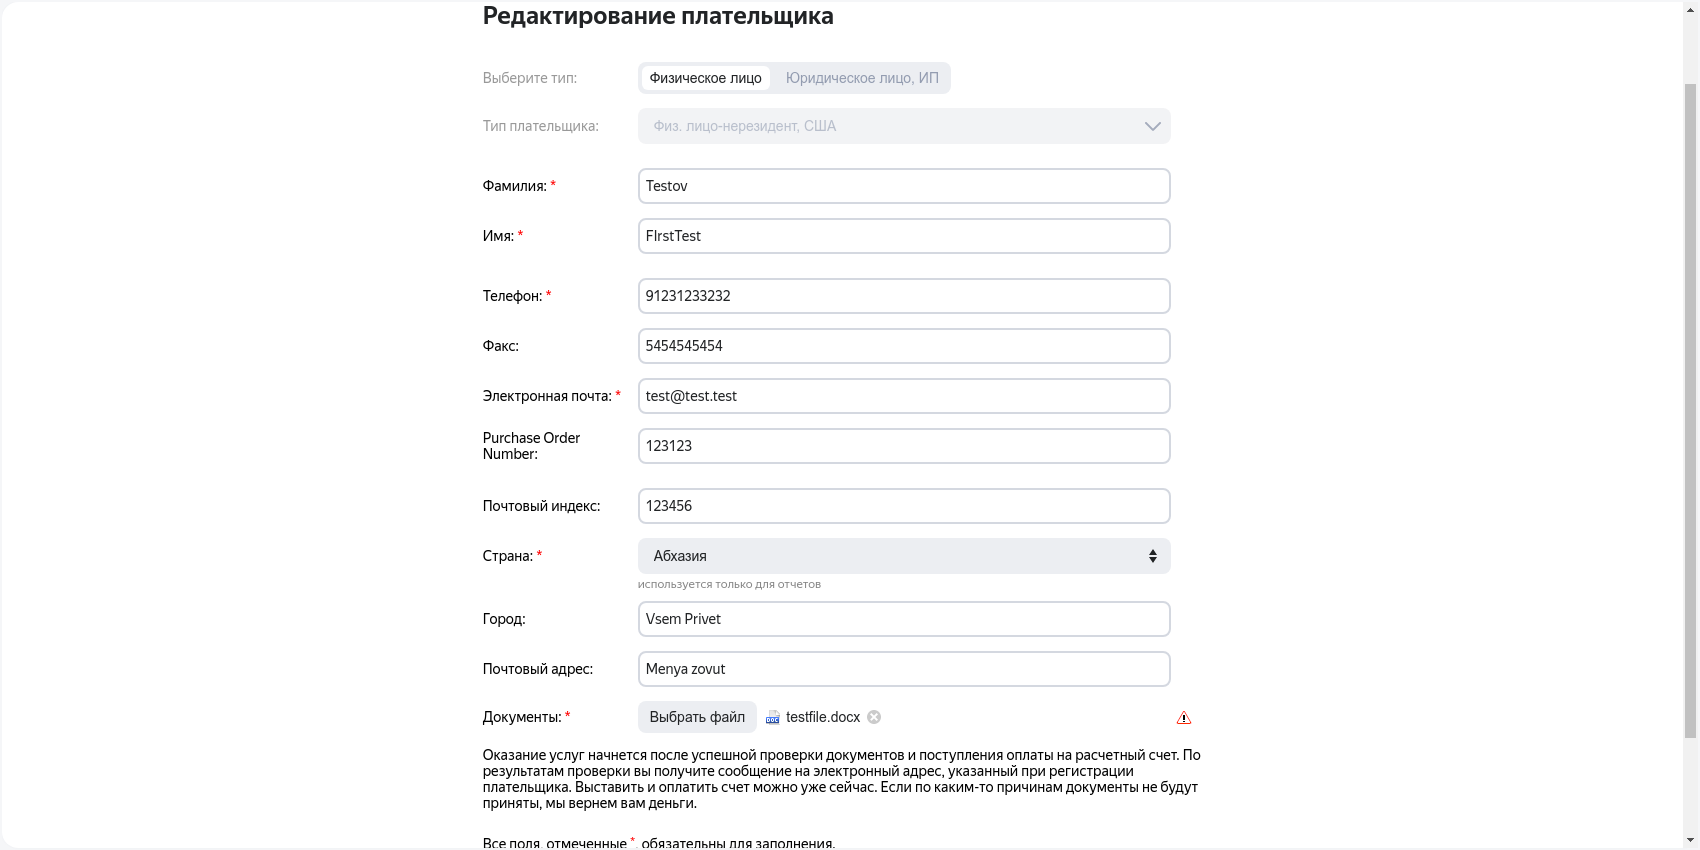 Редактирование плательщика
Выберите тип: Физическое лицо Юридическое лицо, ИП
Тип плательщика: Физ. лицо-нерезидент, США
Фамилия: * Testov
Имя: * FIrstTest
Телефон: * 91231233232
Факс: 5454545454
Электронная почта: * test@test.test
Purchase Order
Number: 123123
Почтовый индекс: 123456
Страна: * Абхазия
используется только для отчетов
Город: Vsem Privet
Почтовый адрес: Menya zovut
Документы: * Выбрать файл DOC testfile.docx
Оказание услуг начнется после успешной проверки документов и поступления оплаты на расчетный счет. По
результатам проверки вы получите сообщение на электронный адрес, указанный при регистрации
плательщика. Выставить и оплатить счет можно уже сейчас. Если по каким-то причинам документы не будут
приняты, мы вернем вам деньги.
Все поля, отмеченные *, обязательны для заполнения.